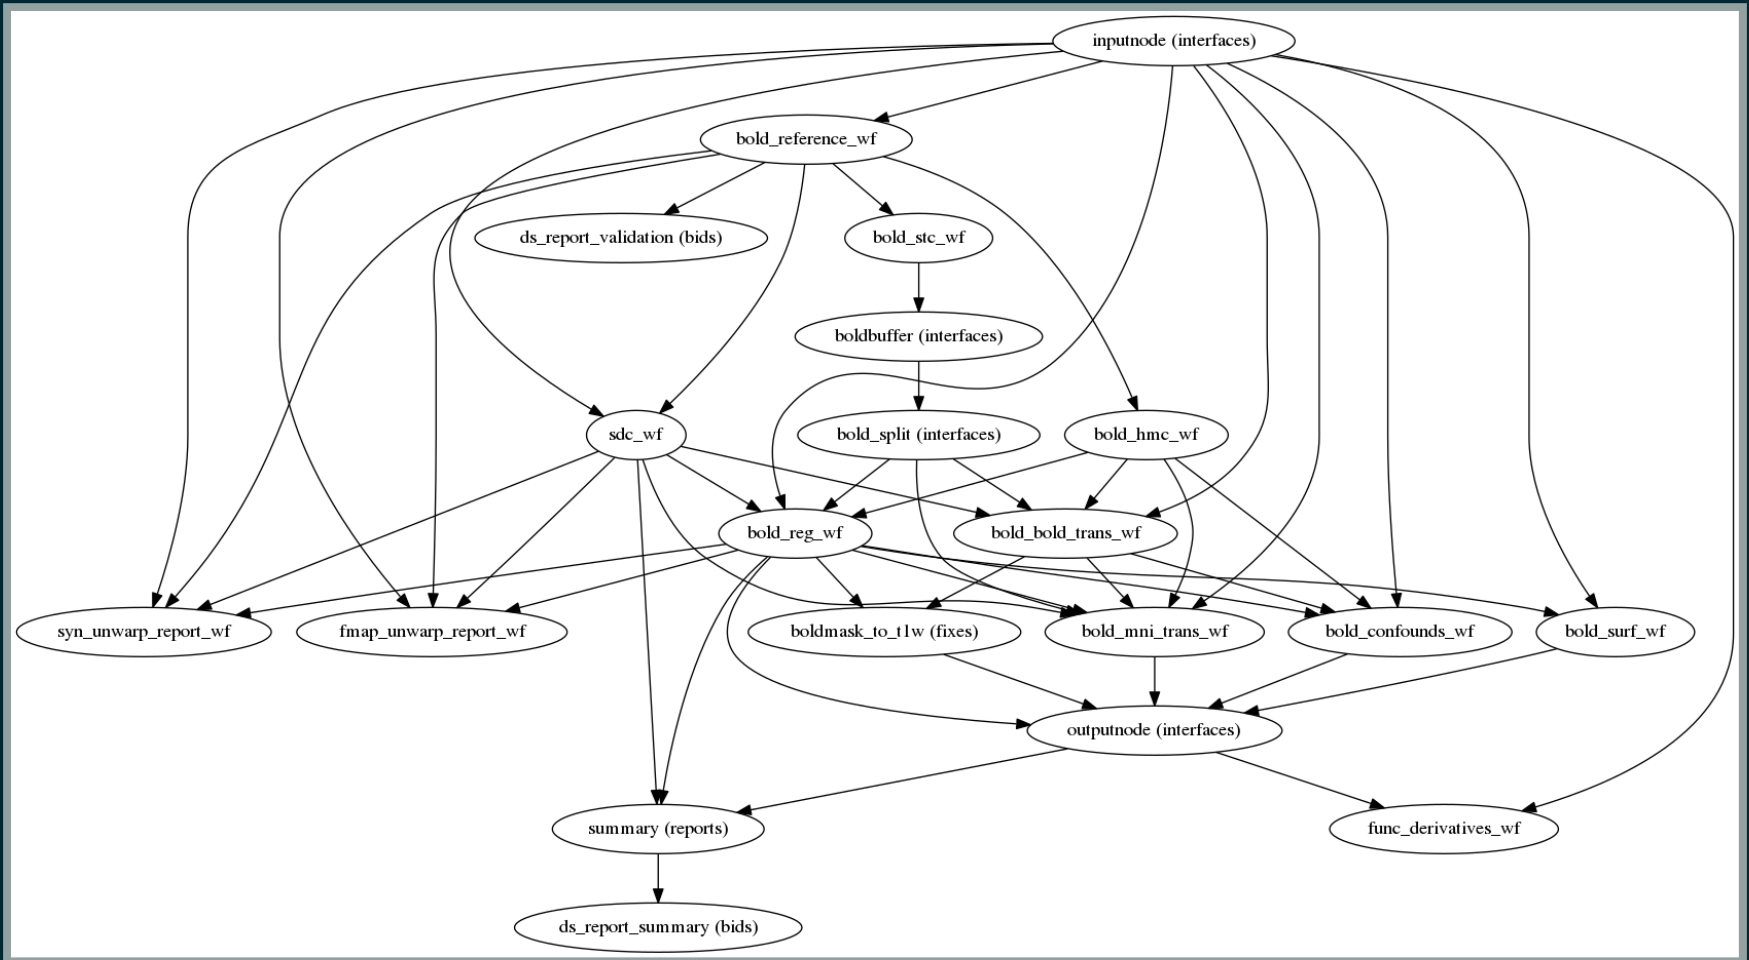 inputnode (interfaces)
bold_reference_wf
ds_report_validation (bids)
bold_stc_wf
boldbuffer (interfaces)
sdc_wf
bold_split (interfaces)
bold_hmc_wf
bold_reg_wf
bold_bold_trans_wf
syn_unwarp_report_wf
fmap_unwarp_report_wf
boldmask_to_t1w (fixes)
bold_mni_trans_wf
bold_confounds_wf
bold_surf_wf
outputnode (interfaces)
summary (reports)
func_derivatives_wf
ds_report_summary (bids)